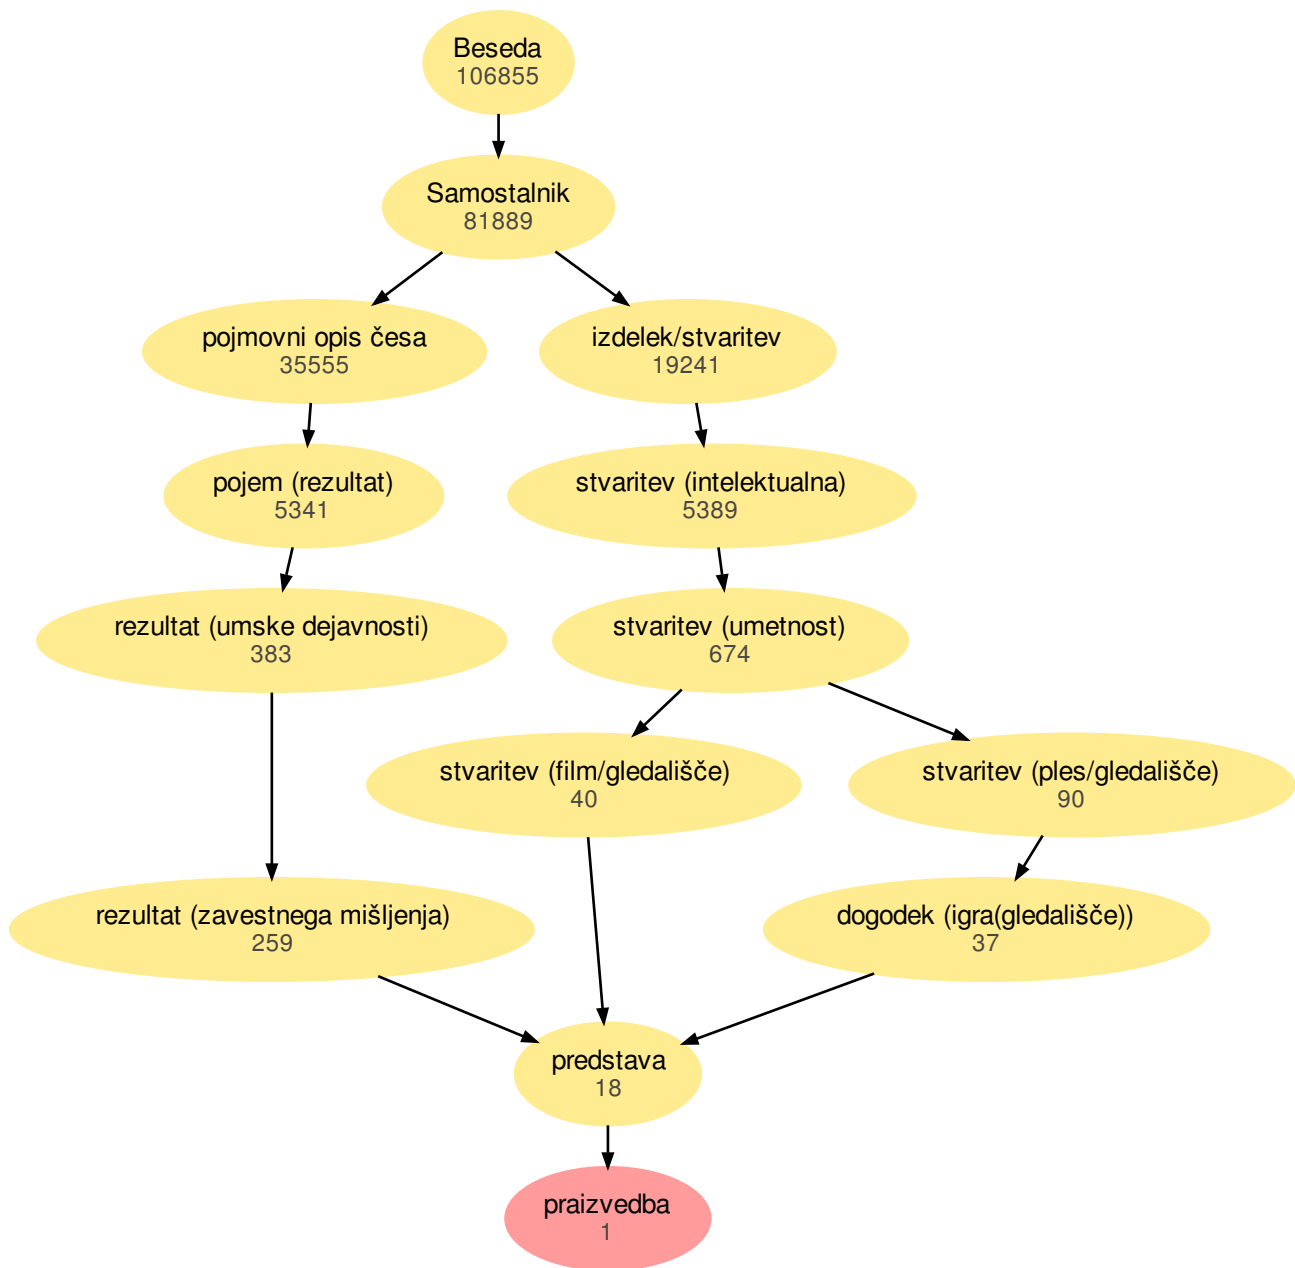 Beseda
106855
Samostalnik
81889
pojmovni opis česa
35555
izdelek/stvaritev
19241
pojem (rezultat)
5341
stvaritev (intelektualna)
5389
rezultat (umske dejavnosti)
383
stvaritev (umetnost)
674
stvaritev (film/gledališče)
40
stvaritev (ples/gledališče)
90
rezultat (zavestnega mišljenja)
259
dogodek (igra(gledališče))
37
predstava
18
praizvedba
1